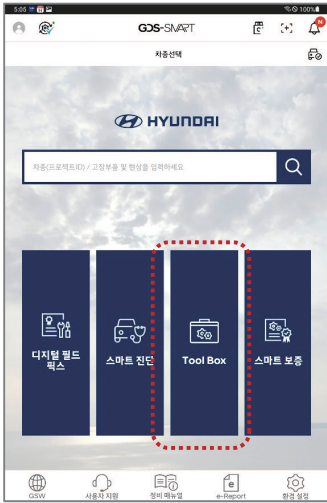 5:05
100%
N
GDS-SMART
차종선택
HYUNDAI
차종(프로젝트ID) / 고장부품 및 현상을 입력하세요
디지털 필드
픽스
스마트 진단
Tool Box
스마트 보증
GSW
사용자 지원
정비 매뉴얼
e-Report
환경 설정